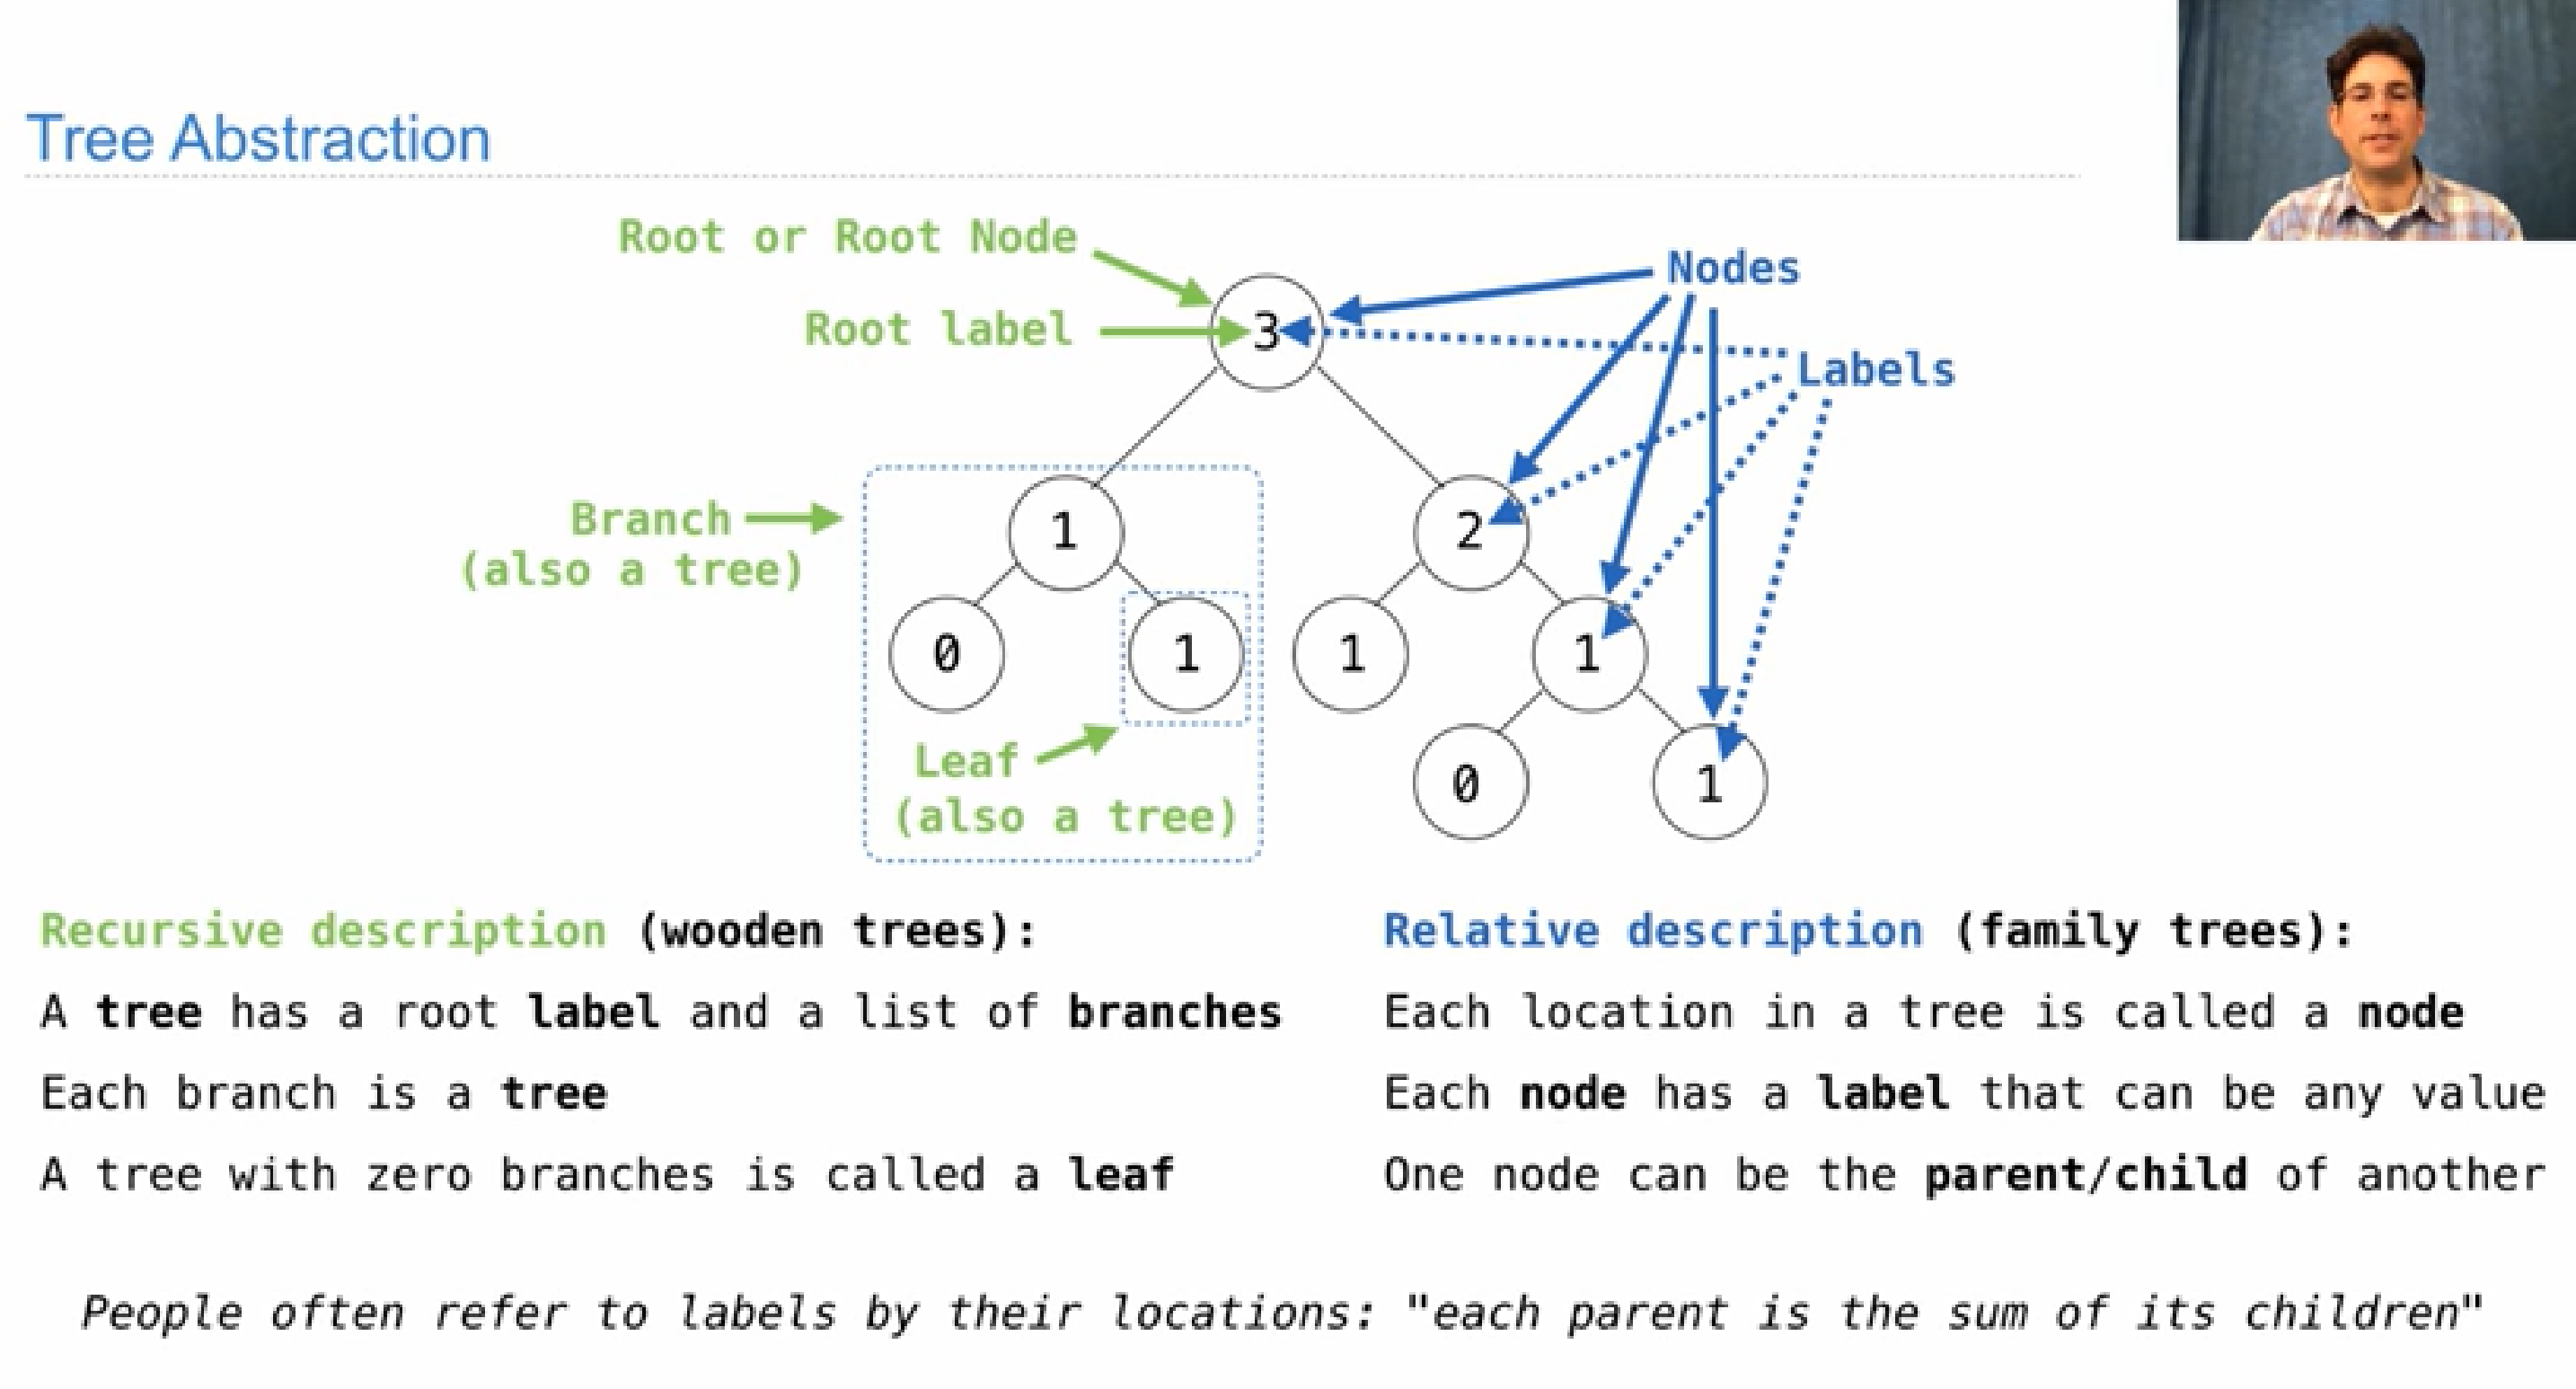 Tree Abstraction
Root or Root Node
Nodes
Root label
3
Labels
Branch
(also a tree)
1
2
0
1
1
1
Leaf
(also a tree)
0
1
Recursive description (wooden trees):
A tree has a root label and a list of branches
Each branch is a tree
A tree with zero branches is called a leaf
Relative description (family trees):
Each location in a tree is called a node
Each node has a label that can be any value
One node can be the parent/child of another
People often refer to labels by their locations: "each parent is the sum of its children"